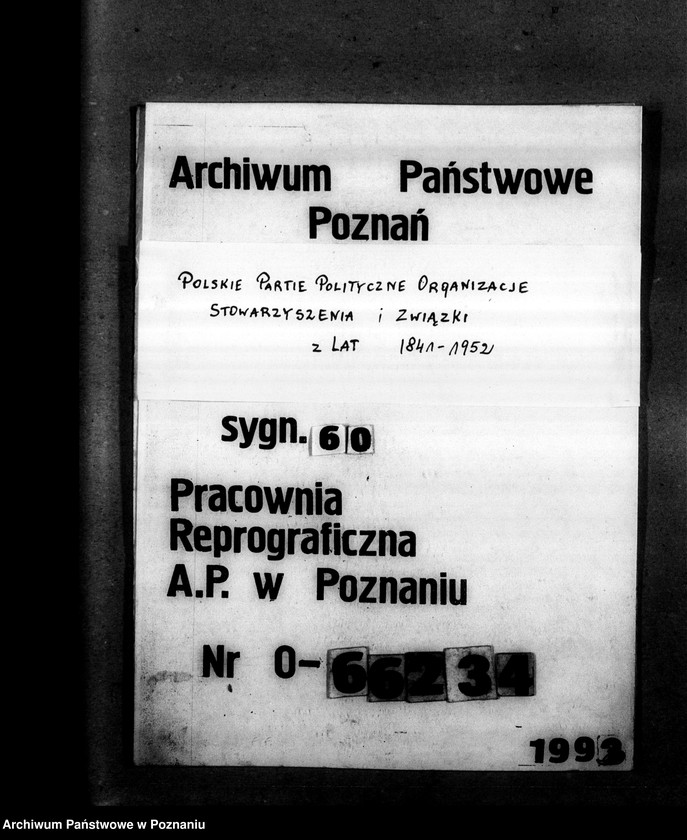 Archiwum Państwowe
Poznań
POLSKIE PARTIE POLITYCZNE ORGANIZACJE
STOWARZYSZENIA i ZWIĄZKI
z LAT 1841-1952
sygn. 60
Pracownia
Reprograficzna
A.P. w Poznaniu
Nr O-66234
1993
Archiwum Państwowe w Poznaniu